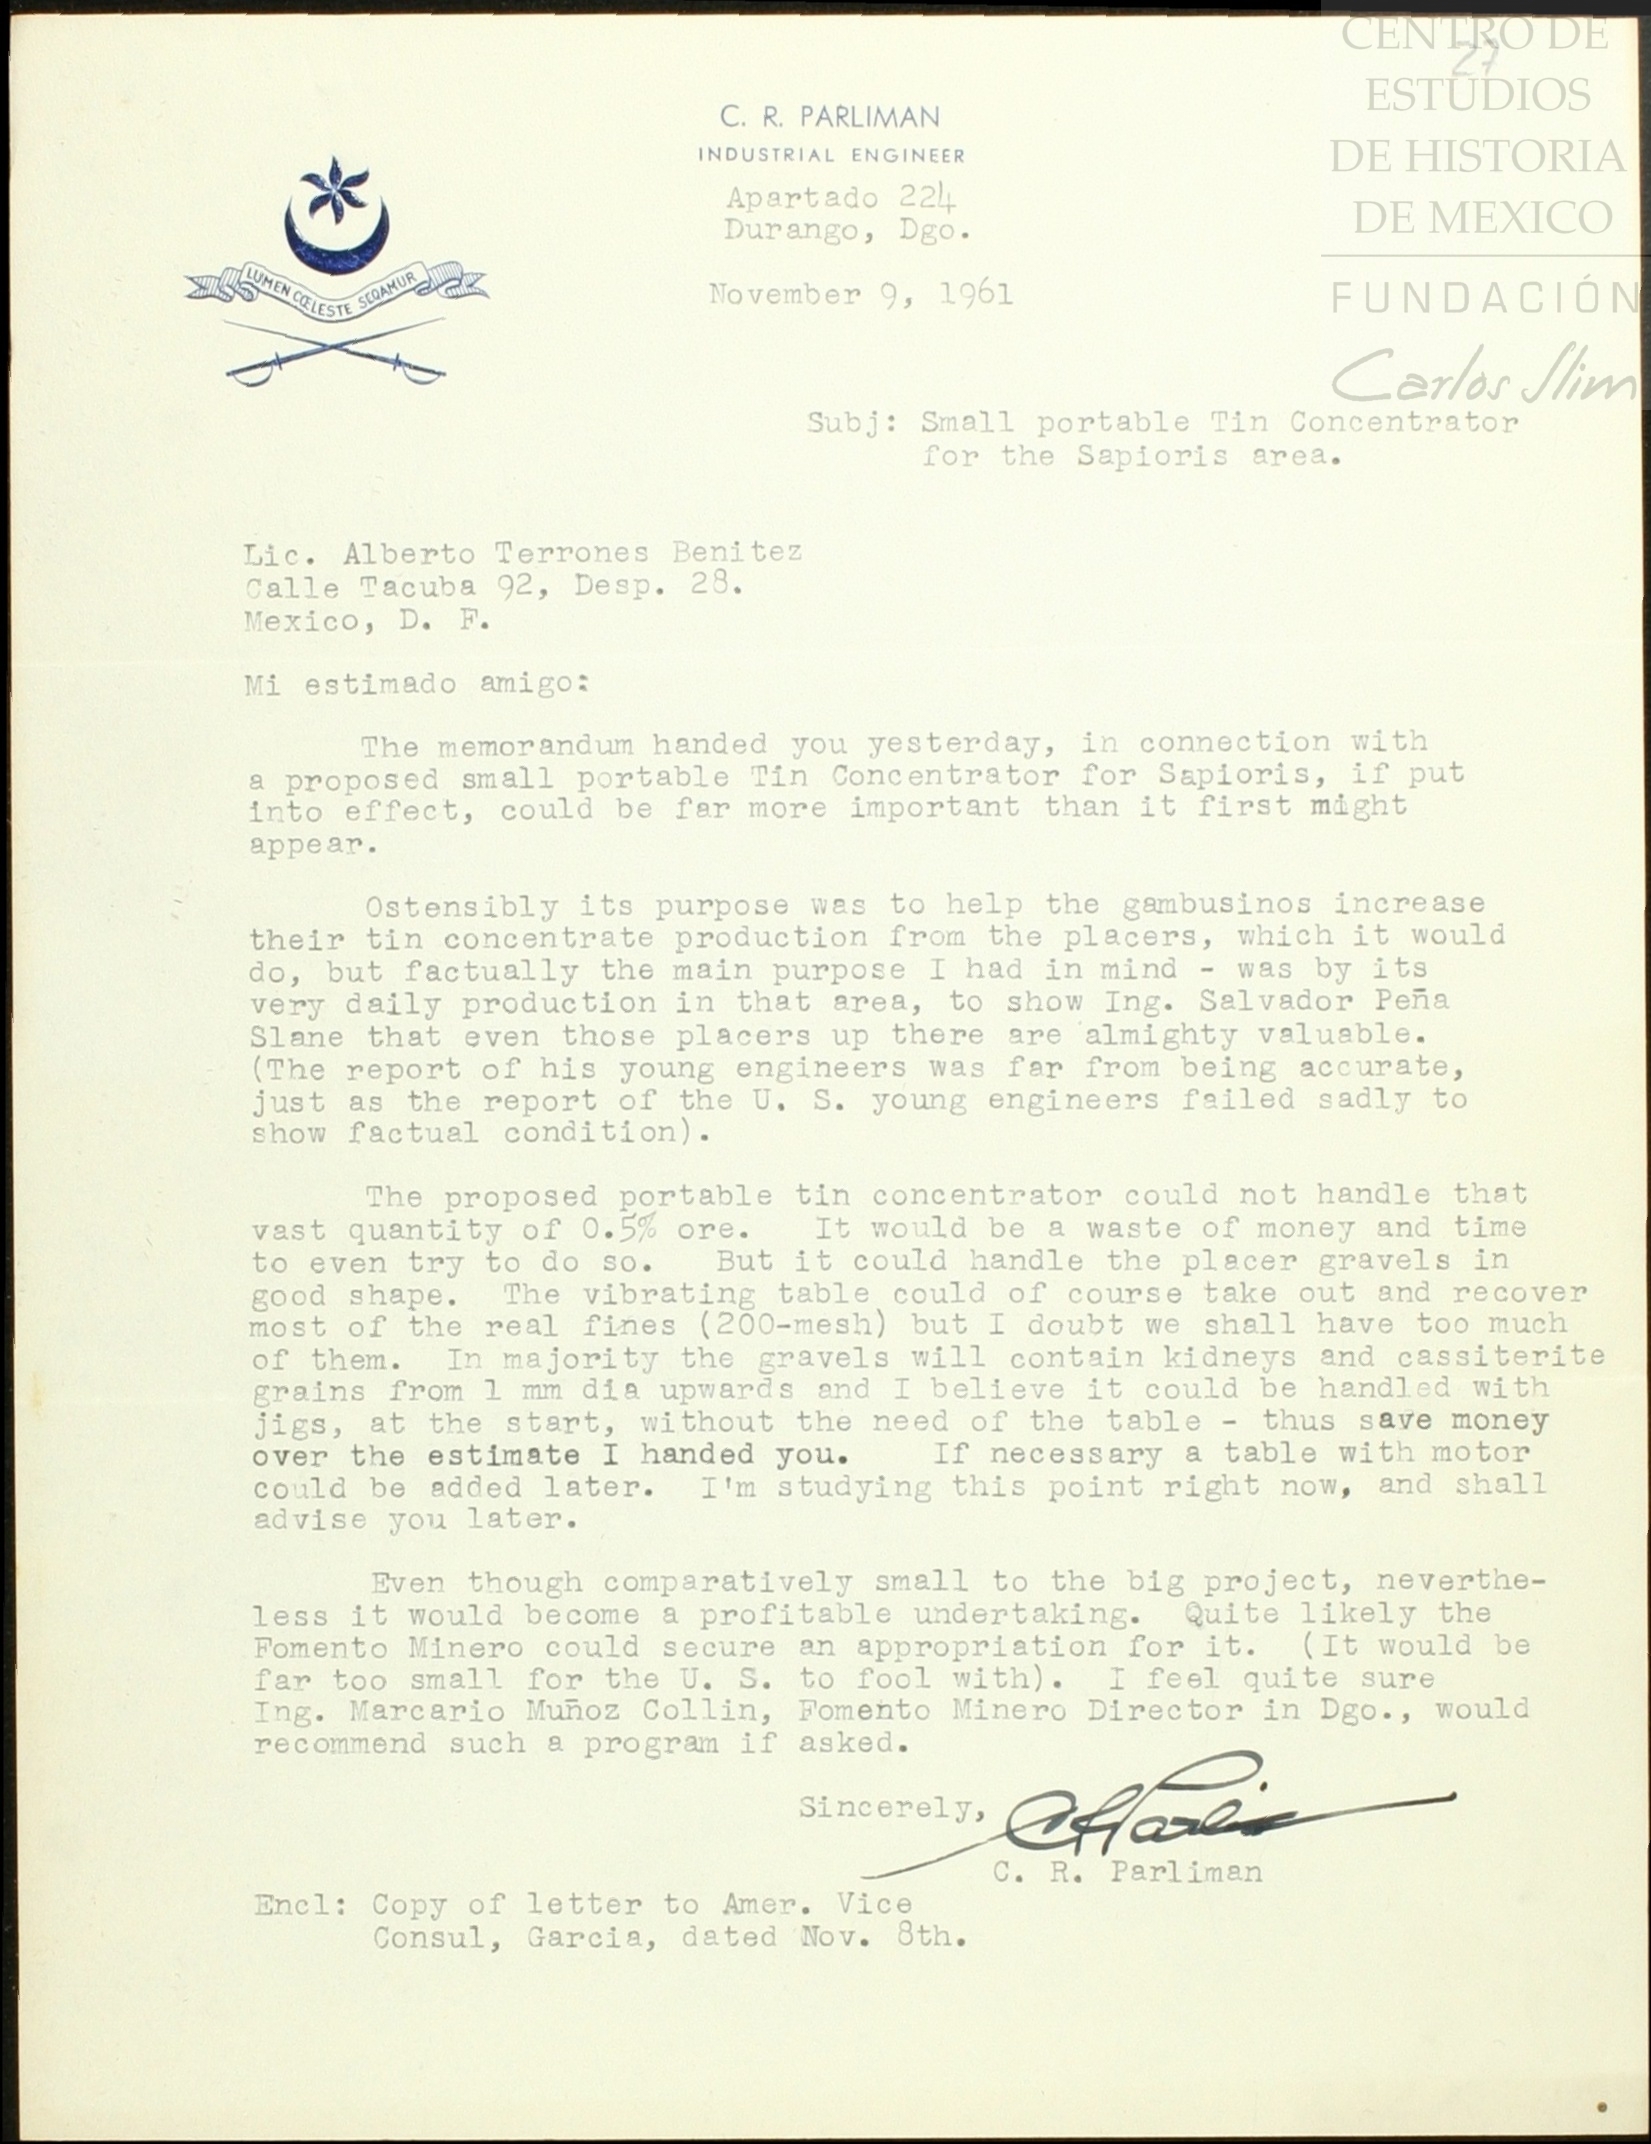 CENTRO DE
27
ESTUDIOS
DE HISTORIA
DE MEXICO
FUNDACIÓN
Carlos Slim
C. R. PARLIMAN
INDUSTRIAL ENGINEER
Apartado 224
Durango, Dgo.
LUMEN CŒLESTE SEQAMUR
November 9, 1961
Subj: Small portable Tin Concentrator
for the Sapioris area.
Lic. Alberto Terrones Benitez
Calle Tacuba 92, Desp. 28.
Mexico, D. F.
Mi estimado amigo:
The memorandum handed you yesterday, in connection with
a proposed small portable Tin Concentrator for Sapioris, if put
into effect, could be far more important than it first might
appear.
Ostensibly its purpose was to help the gambusinos increase
their tin concentrate production from the placers, which it would
do, but factually the main purpose I had in mind - was by its
very daily production in that area, to show Ing. Salvador Peña
Slane that even those placers up there are almighty valuable.
(The report of his young engineers was far from being accurate,
just as the report of the U. S. young engineers failed sadly to
show factual condition).
The proposed portable tin concentrator could not handle that
vast quantity of 0.5% ore. It would be a waste of money and time
to even try to do so. But it could handle the placer gravels in
good shape. The vibrating table could of course take out and recover
most of the real fines (200-mesh) but I doubt we shall have too much
of them. In majority the gravels will contain kidneys and cassiterite
grains from 1 mm dia upwards and I believe it could be handled with
jigs, at the start, without the need of the table - thus save money
over the estimate I handed you. If necessary a table with motor
could be added later. I'm studying this point right now, and shall
advise you later.
Even though comparatively small to the big project, neverthe-
less it would become a profitable undertaking. Quite likely the
Fomento Minero could secure an appropriation for it. (It would be
far too small for the U. S. to fool with). I feel quite sure
Ing. Marcario Muñoz Collin, Fomento Minero Director in Dgo., would
recommend such a program if asked.
Sincerely, CRParliman
C. R. Parliman
Encl: Copy of letter to Amer. Vice
Consul, Garcia, dated Nov. 8th.